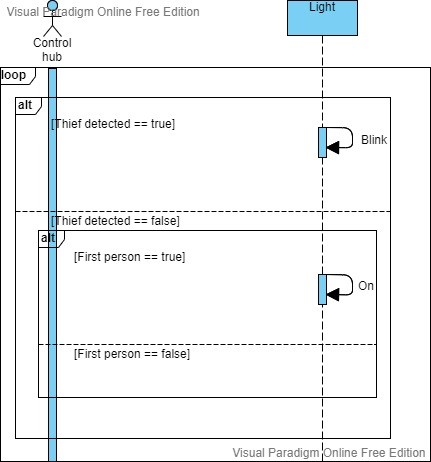 Visual Paradigm Online Free Edition
Light
Control
hub
loop
alt
[Thief detected == true]
Blink
[Thief detected == false]
alt
[First person == true]
On
[First person == false]
Visual Paradigm Online Free Edition